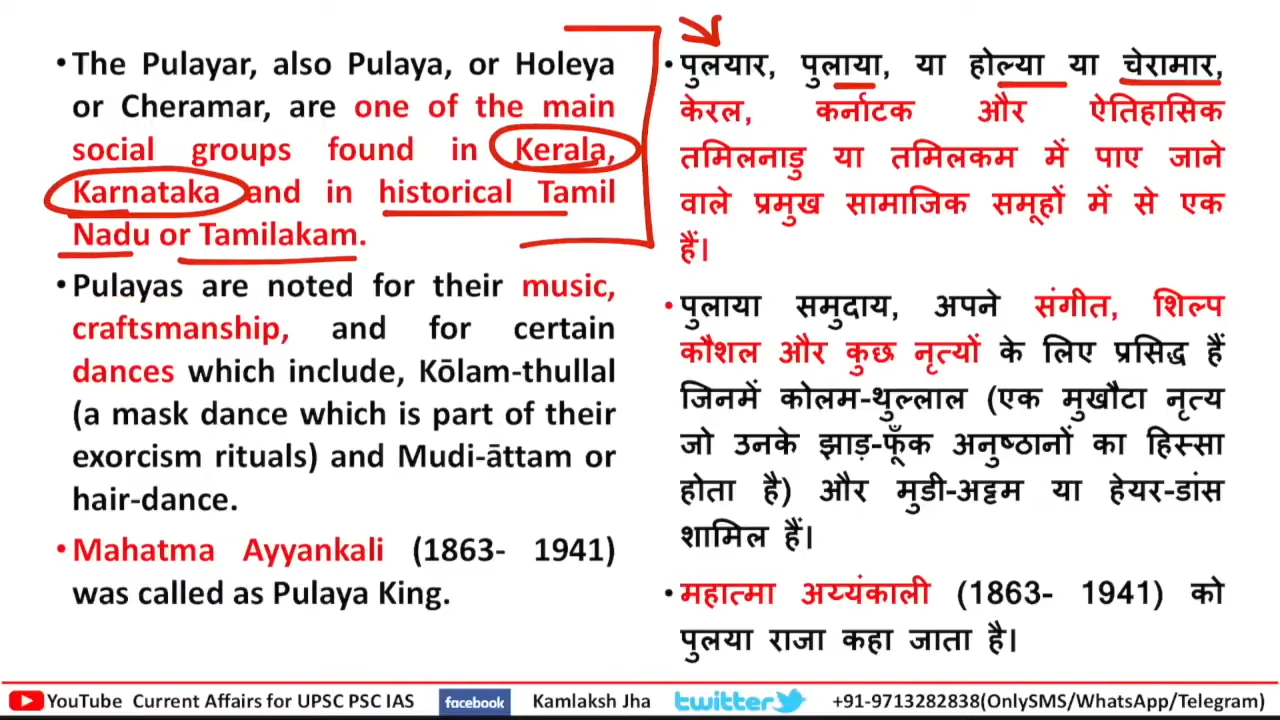 •The Pulayar, also Pulaya, or Holeya
or Cheramar, are one of the main
social groups found in Kerala,
Karnataka and in historical Tamil
Nadu or Tamilakam.
•Pulayas are noted for their music,
craftsmanship, and for certain
dances which include, Kōlam-thullal
(a mask dance which is part of their
exorcism rituals) and Mudi-āttam or
hair-dance.
•Mahatma Ayyankali (1863- 1941)
was called as Pulaya King.
•पुलयार, पुलाया, या होल्या या चेरामार,
केरल, कर्नाटक और ऐतिहासिक
तमिलनाडु या तमिलकम में पाए जाने
वाले प्रमुख सामाजिक समूहों में से एक
हैं।
•पुलाया समुदाय, अपने संगीत, शिल्प
कौशल और कुछ नृत्यों के लिए प्रसिद्ध हैं
जिनमें कोलम-थुल्लाल (एक मुखौटा नृत्य
जो उनके झाड़-फूँक अनुष्ठानों का हिस्सा
होता है) और मुडी-अट्टम या हेयर-डांस
शामिल हैं।
•महात्मा अय्यंकाली (1863- 1941) को
पुलया राजा कहा जाता है।
YouTube Current Affairs for UPSC PSC IAS facebook Kamlaksh Jha twitter +91-9713282838(OnlySMS/WhatsApp/Telegram)